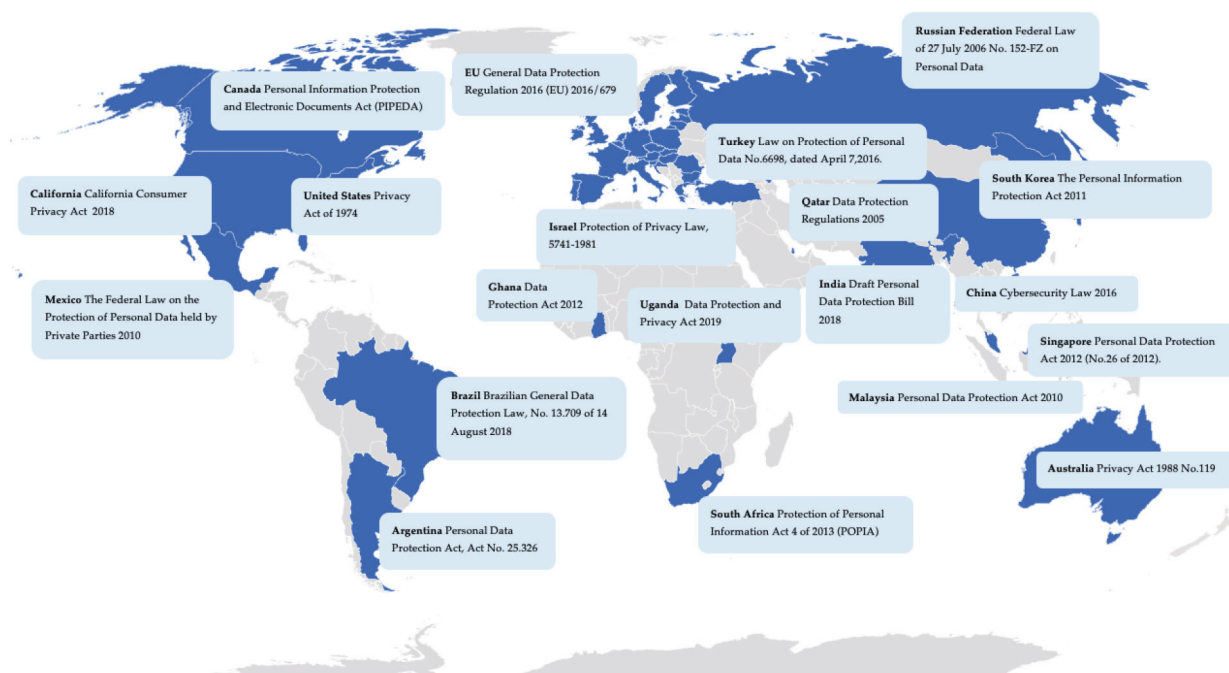 Russian Federation Federal Law
of 27 July 2006 No. 152-FZ on
Personal Data
EU General Data Protection
Regulation 2016 (EU) 2016/679
Canada Personal Information Protection
and Electronic Documents Act (PIPEDA)
Turkey Law on Protection of Personal
Data No.6698, dated April 7,2016.
South Korea The Personal Information
Protection Act 2011
California California Consumer
Privacy Act 2018
United States Privacy
Act of 1974
Qatar Data Protection
Regulations 2005
Israel Protection of Privacy Law,
5741-1981
Ghana Data
Protection Act 2012
Uganda Data Protection and
Privacy Act 2019
India Draft Personal
Data Protection Bill
2018
China Cybersecurity Law 2016
Mexico The Federal Law on the
Protection of Personal Data held by
Private Parties 2010
Singapore Personal Data Protection
Act 2012 (No.26 of 2012).
Malaysia Personal Data Protection Act 2010
Brazil Brazilian General Data
Protection Law, No. 13.709 of 14
August 2018
Australia Privacy Act 1988 No.119
South Africa Protection of Personal
Information Act 4 of 2013 (POPIA)
Argentina Personal Data
Protection Act, Act No. 25.326